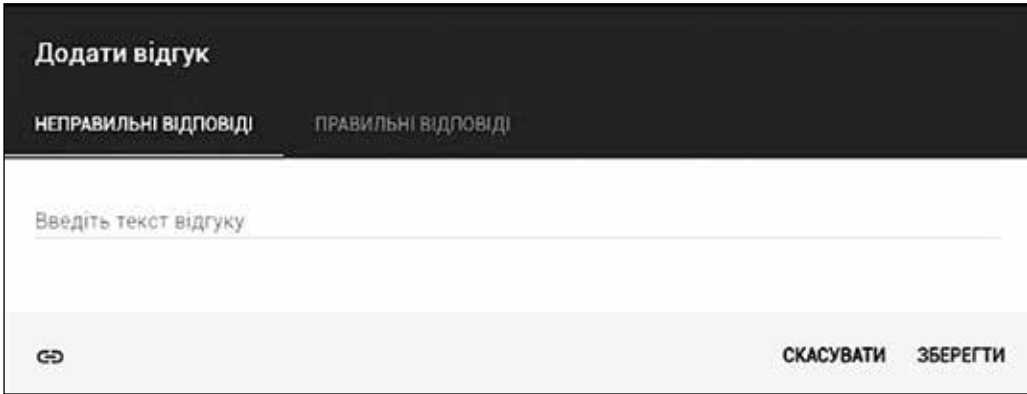 Додати відгук
НЕПРАВИЛЬНІ ВІДПОВІДІ ПРАВИЛЬНІ ВІДПОВІДІ
Введіть текст відгуку
СКАСУВАТИ ЗБЕРЕГТИ